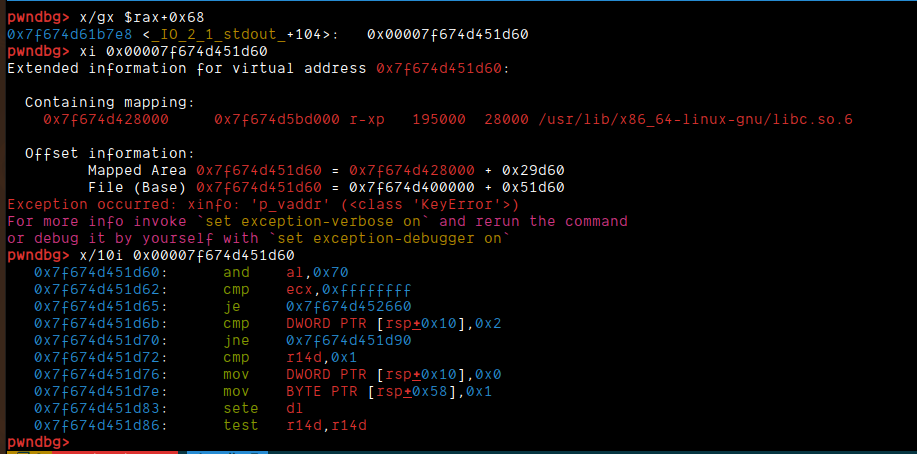 pwndbg> x/gx $rax+0x68
0x7f674d61b7e8 <_IO_2_1_stdout_+104>:   0x00007f674d451d60
pwndbg> xi 0x00007f674d451d60
Extended information for virtual address 0x7f674d451d60:
  Containing mapping:
    0x7f674d428000     0x7f674d5bd000 r-xp   195000  28000 /usr/lib/x86_64-linux-gnu/libc.so.6
  Offset information:
         Mapped Area 0x7f674d451d60 = 0x7f674d428000 + 0x29d60
         File (Base) 0x7f674d451d60 = 0x7f674d400000 + 0x51d60
Exception occurred: xinfo: 'p_vaddr' (<class 'KeyError'>)
For more info invoke `set exception-verbose on` and rerun the command
or debug it by yourself with `set exception-debugger on`
pwndbg> x/10i 0x00007f674d451d60
   0x7f674d451d60:      and    al,0x70
   0x7f674d451d62:      cmp    ecx,0xffffffff
   0x7f674d451d65:      je     0x7f674d452660
   0x7f674d451d6b:      cmp    DWORD PTR [rsp+0x10],0x2
   0x7f674d451d70:      jne    0x7f674d451d90
   0x7f674d451d72:      cmp    r14d,0x1
   0x7f674d451d76:      mov    DWORD PTR [rsp+0x10],0x0
   0x7f674d451d7e:      mov    BYTE PTR [rsp+0x58],0x1
   0x7f674d451d83:      sete   dl
   0x7f674d451d86:      test   r14d,r14d
pwndbg>